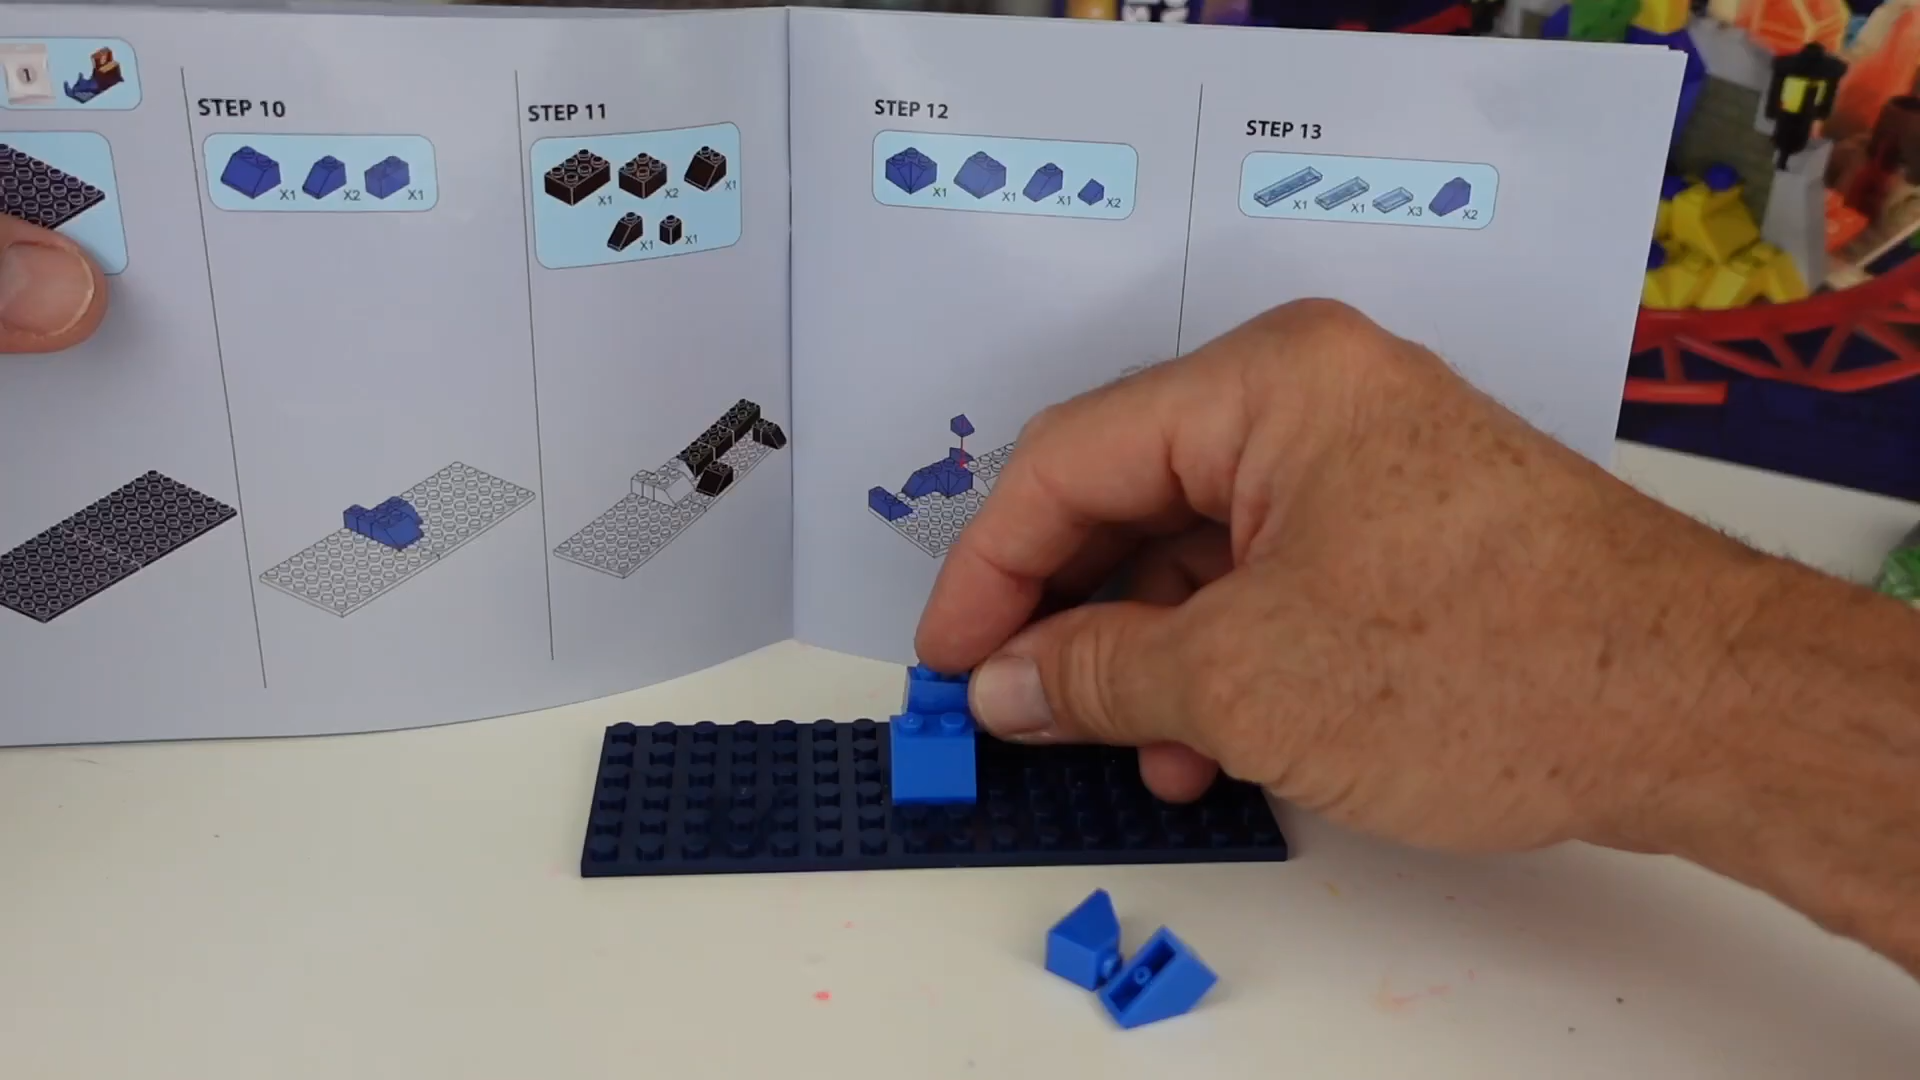 1
STEP 10
X1 X2 X1
STEP 11
X1 X2 X1
X1 X1
STEP 12
X1 X1 X1 X2
STEP 13
X1 X1 X3 X2